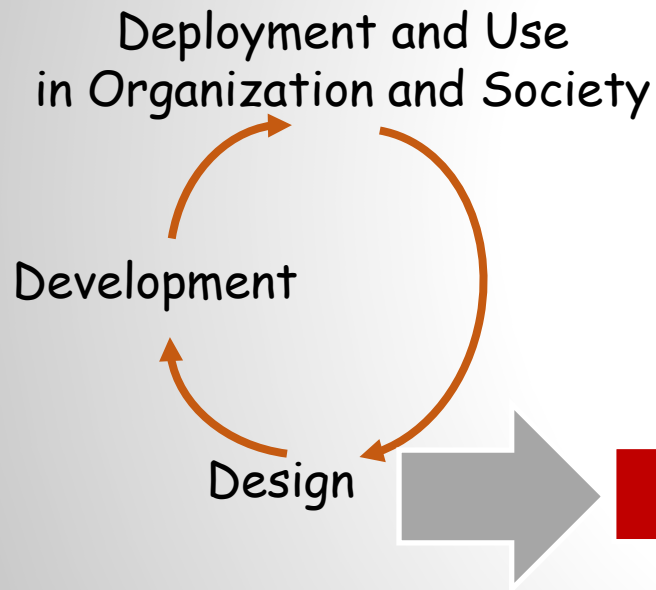 Deployment and Use
in Organization and Society
Development
Design